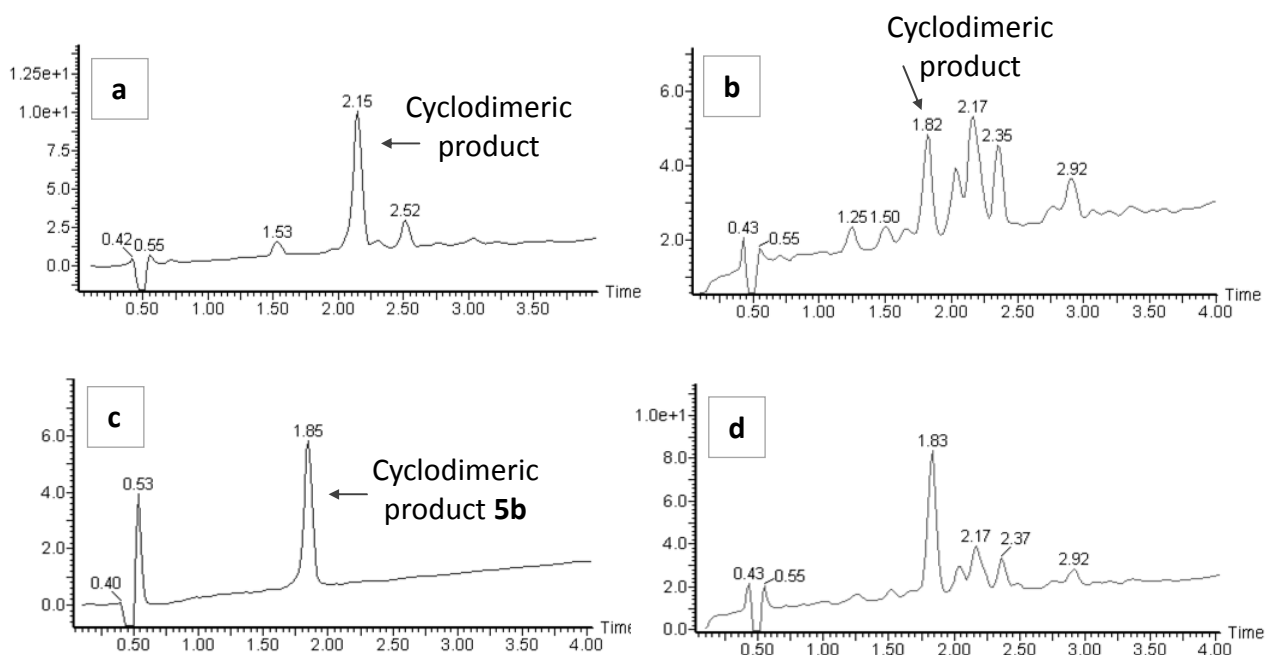 a
1.25e+1
1.0e+1
7.5
5.0
2.5
0.0
0.42
0.55
1.53
2.15
2.52
Cyclodimeric
product
Time
0.50 1.00 1.50 2.00 2.50 3.00 3.50
Cyclodimeric
product
b
6.0
4.0
2.0
0.43
0.55
1.25
1.50
1.82
2.17
2.35
2.92
Time
0.50 1.00 1.50 2.00 2.50 3.00 3.50 4.00
c
6.0
4.0
2.0
0.0
0.40
0.53
1.85
Cyclodimeric
product 5b
Time
0.50 1.00 1.50 2.00 2.50 3.00 3.50 4.00
d
1.0e+1
8.0
6.0
4.0
2.0
0.0
0.43
0.55
1.83
2.17
2.37
2.92
Time
0.50 1.00 1.50 2.00 2.50 3.00 3.50 4.00